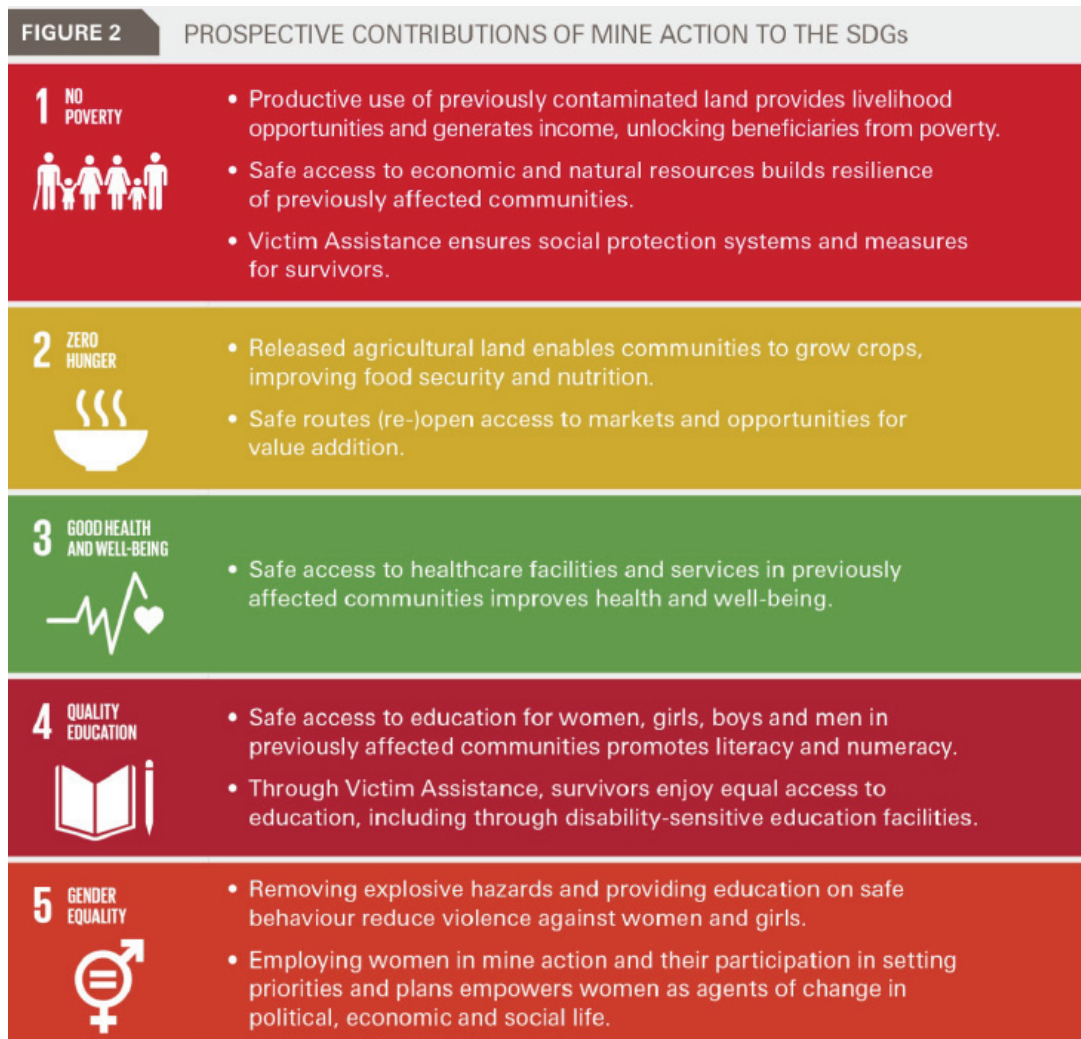 FIGURE 2
PROSPECTIVE CONTRIBUTIONS OF MINE ACTION TO THE SDGs
1 NO
POVERTY
• Productive use of previously contaminated land provides livelihood
opportunities and generates income, unlocking beneficiaries from poverty.
• Safe access to economic and natural resources builds resilience
of previously affected communities.
• Victim Assistance ensures social protection systems and measures
for survivors.
2 ZERO
HUNGER
• Released agricultural land enables communities to grow crops,
improving food security and nutrition.
• Safe routes (re-)open access to markets and opportunities for
value addition.
3 GOOD HEALTH
AND WELL-BEING
• Safe access to healthcare facilities and services in previously
affected communities improves health and well-being.
4 QUALITY
EDUCATION
• Safe access to education for women, girls, boys and men in
previously affected communities promotes literacy and numeracy.
• Through Victim Assistance, survivors enjoy equal access to
education, including through disability-sensitive education facilities.
5 GENDER
EQUALITY
• Removing explosive hazards and providing education on safe
behaviour reduce violence against women and girls.
• Employing women in mine action and their participation in setting
priorities and plans empowers women as agents of change in
political, economic and social life.